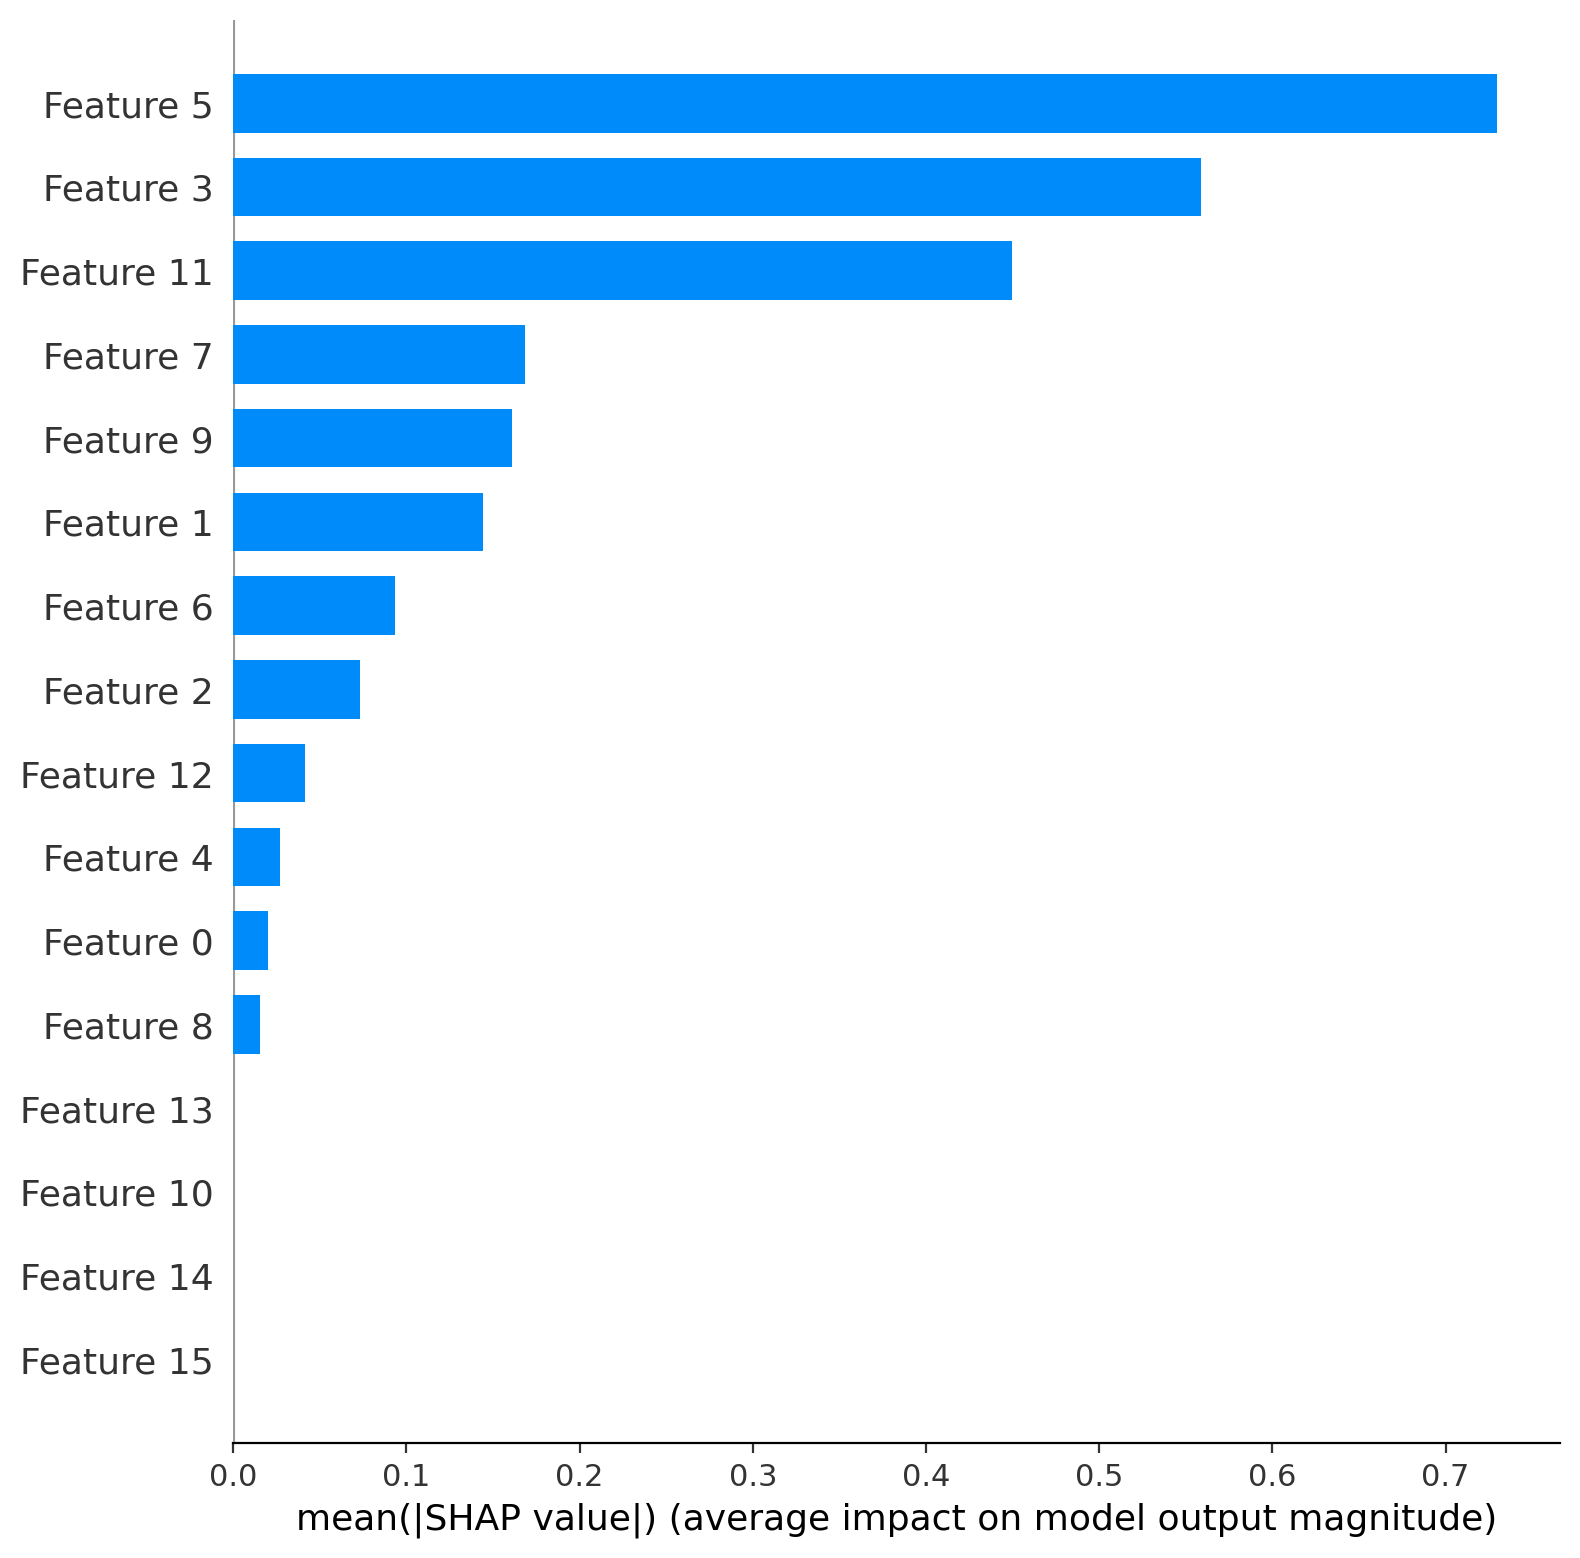 Feature 5
Feature 3
Feature 11
Feature 7
Feature 9
Feature 1
Feature 6
Feature 2
Feature 12
Feature 4
Feature 0
Feature 8
Feature 13
Feature 10
Feature 14
Feature 15
0.0 0.1 0.2 0.3 0.4 0.5 0.6 0.7
mean(|SHAP value|) (average impact on model output magnitude)